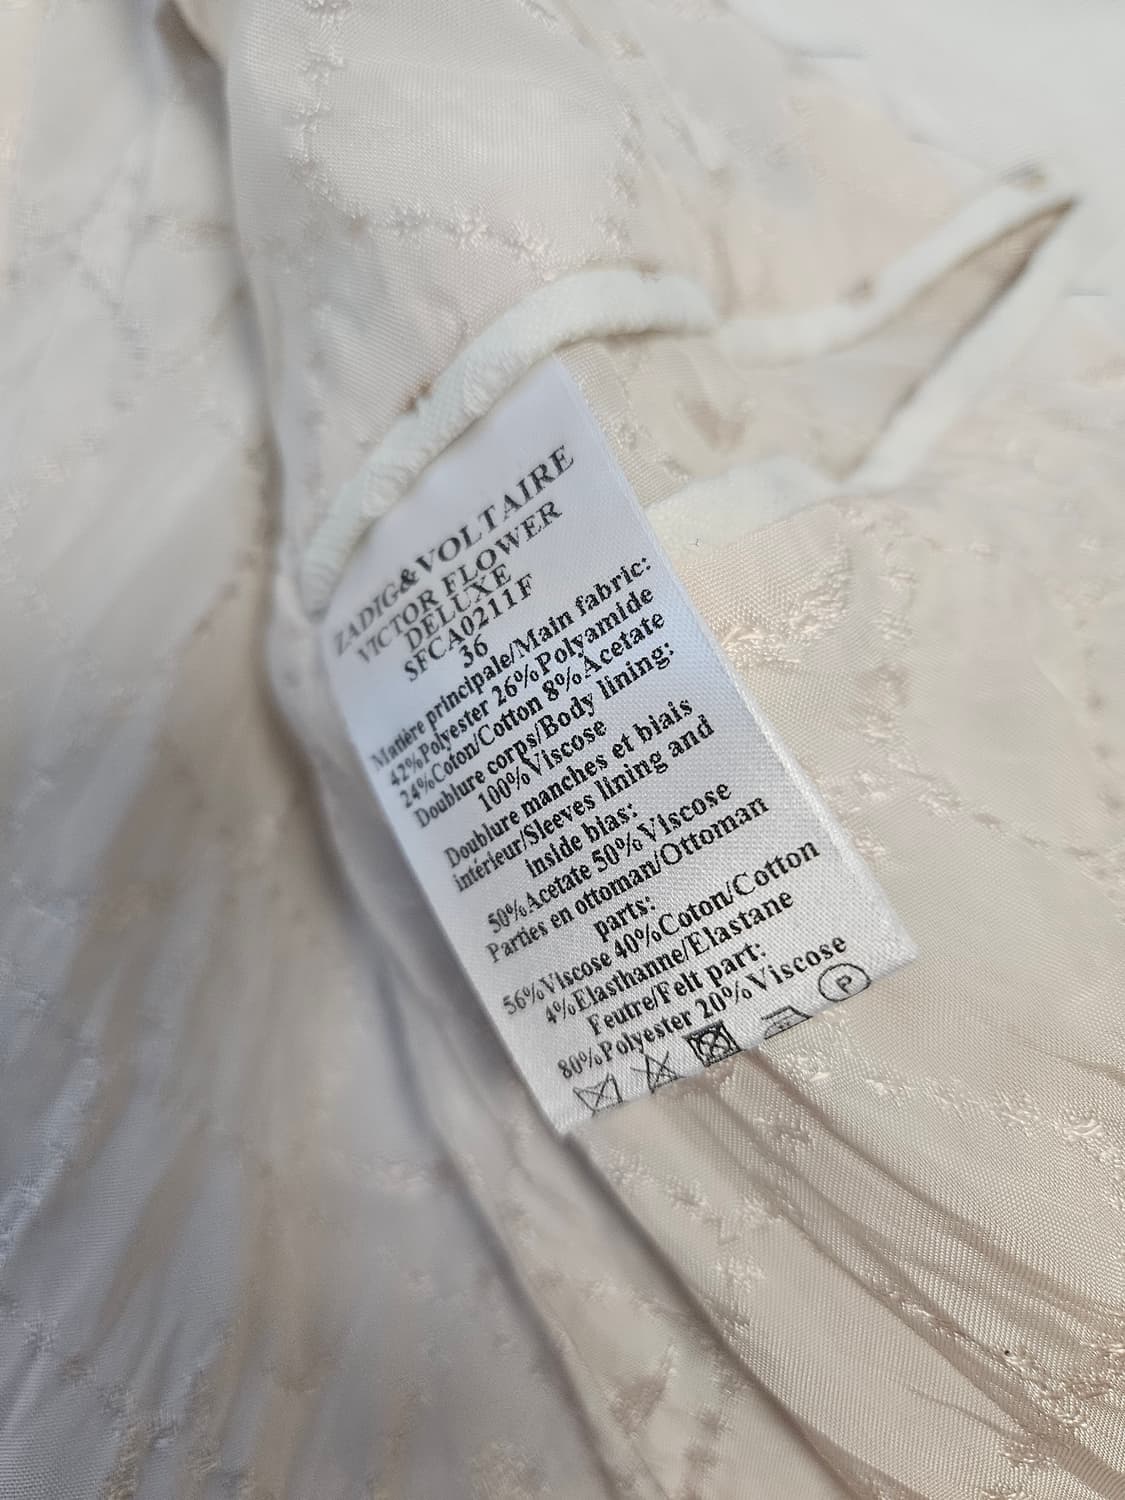 ZADIG&VOLTAIRE
VICTOR FLOWER
DELUXE
SFCA0211F
36
Matière principale/Main fabric:
42%Polyester 26%Polyamide
24%Coton/Cotton 8%Acetate
Doublure corps/Body lining:
100%Viscose
Doublure manches et biais
intérieur/Sleeves lining and
inside bias:
50%Acetate 50%Viscose
Parties en ottoman/Ottoman
parts:
56%Viscose 40%Coton/Cotton
4%Elasthanne/Elastane
Feutre/Felt part:
80%Polyester 20%Viscose
P